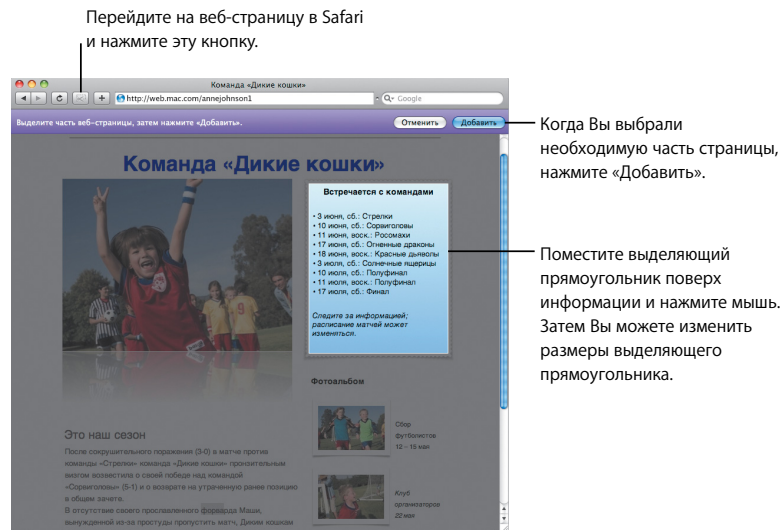 Перейдите на веб-страницу в Safari
и нажмите эту кнопку.
Команда «Дикие кошки»
http://web.mac.com/annejohnson1
Google
Выделите часть веб-страницы, затем нажмите «Добавить».
Отменить
Добавить
Когда Вы выбрали
необходимую часть страницы,
нажмите «Добавить».
Команда «Дикие кошки»
Встречается с командами
• 3 июня, сб.: Стрелки
• 10 июня, сб.: Сорвиголовы
• 11 июня, воск.: Росомахи
• 17 июня, сб.: Огненные драконы
• 18 июня, воск.: Красные дьяволы
• 3 июля, сб.: Солнечные ящерицы
• 10 июля, сб.: Полуфинал
• 11 июля, воск.: Полуфинал
• 17 июля, сб.: Финал
Следите за информацией;
расписание матчей может
изменяться.
Поместите выделяющий
прямоугольник поверх
информации и нажмите мышь.
Затем Вы можете изменить
размеры выделяющего
прямоугольника.
9
Фотоальбом
Сбор
футболистов
12 – 15 мая
Клуб
организаторов
22 мая
Это наш сезон
После сокрушительного поражения (3-0) в матче против
команды «Стрелки» команда «Дикие кошки» пронзительным
визгом возвестила о своей победе над командой
«Сорвиголовы» (5-1) и о возврате на утраченную ранее позицию
в общем зачете.
В отсутствие своего прославленного форварда Маши,
вынужденной из-за простуды пропустить матч, Диким кошкам